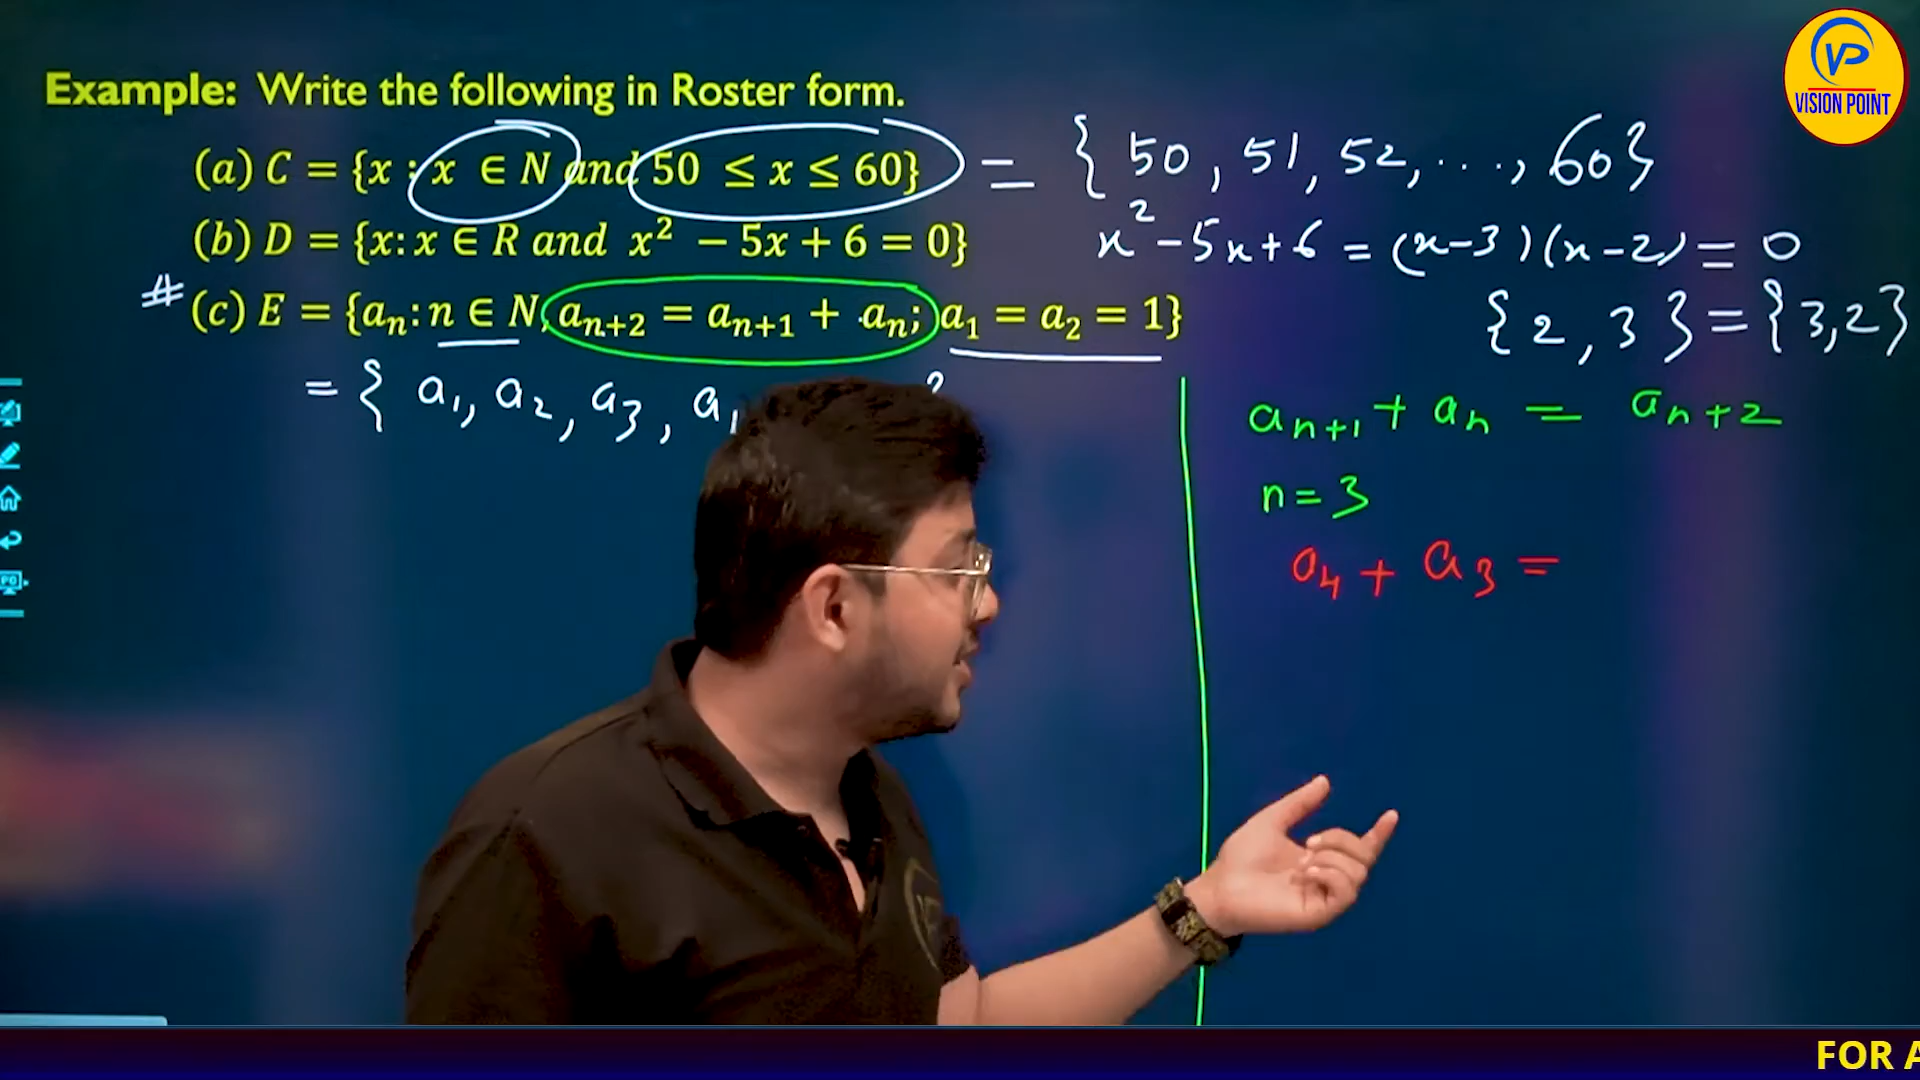 Example: Write the following in Roster form.
(a) C = {x : x ∈ N and 50 ≤ x ≤ 60} = { 50, 51, 52, ..., 60}
(b) D = {x: x ∈ R and x² − 5x + 6 = 0}
x² - 5x + 6 = (x-3)(x-2) = 0
{2, 3} = {3,2}
# (c) E = {aₙ: n ∈ N, aₙ₊₂ = aₙ₊₁ + aₙ; a₁ = a₂ = 1}
= { a₁, a₂, a₃, a
aₙ₊₁ + aₙ = aₙ₊₂
n = 3
a₄ + a₃ =
VP
VISION POINT
FOR